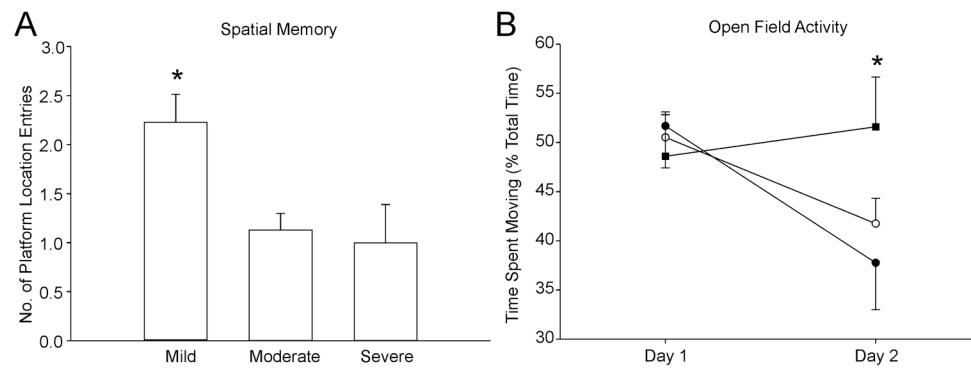 A
Spatial Memory
No. of Platform Location Entries
3.0
2.5
2.0
1.5
1.0
0.5
0.0
*
Mild
Moderate
Severe
B
Open Field Activity
Time Spent Moving (% Total Time)
60
55
50
45
40
35
30
*
Day 1
Day 2